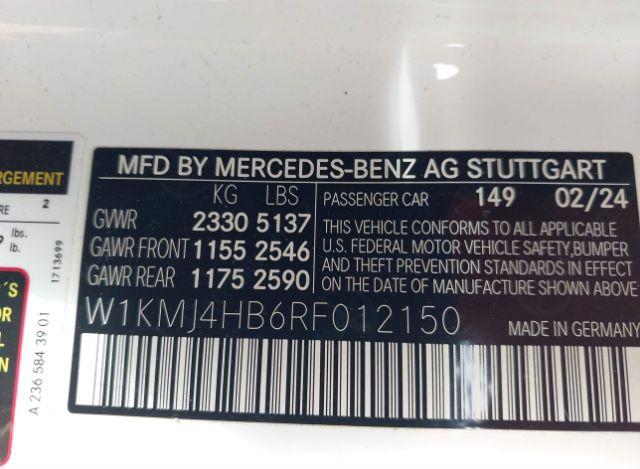 MFD BY MERCEDES-BENZ AG STUTTGART
KG LBS
GVWR 2330 5137
GAWR FRONT 1155 2546
GAWR REAR 1175 2590
PASSENGER CAR 149 02/24
THIS VEHICLE CONFORMS TO ALL APPLICABLE
U.S. FEDERAL MOTOR VEHICLE SAFETY, BUMPER
AND THEFT PREVENTION STANDARDS IN EFFECT
ON THE DATE OF MANUFACTURE SHOWN ABOVE.
W1KMJ4HB6RF012150
MADE IN GERMANY
2
lbs.
lb.
1713699
A 236 584 39 01